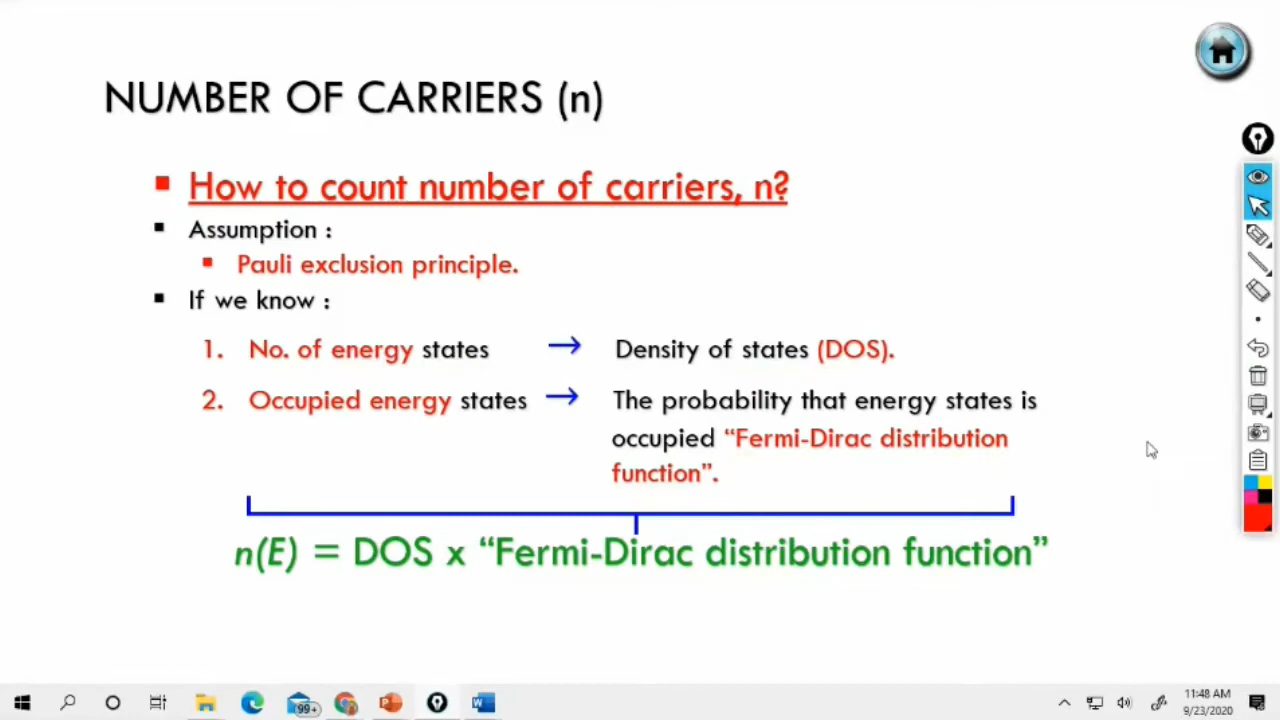 NUMBER OF CARRIERS (n)
▪ How to count number of carriers, n?
▪ Assumption :
▪ Pauli exclusion principle.
▪ If we know :
1. No. of energy states → Density of states (DOS).
2. Occupied energy states → The probability that energy states is
occupied “Fermi-Dirac distribution
function”.
n(E) = DOS x “Fermi-Dirac distribution function”
99+
11:48 AM
9/23/2020